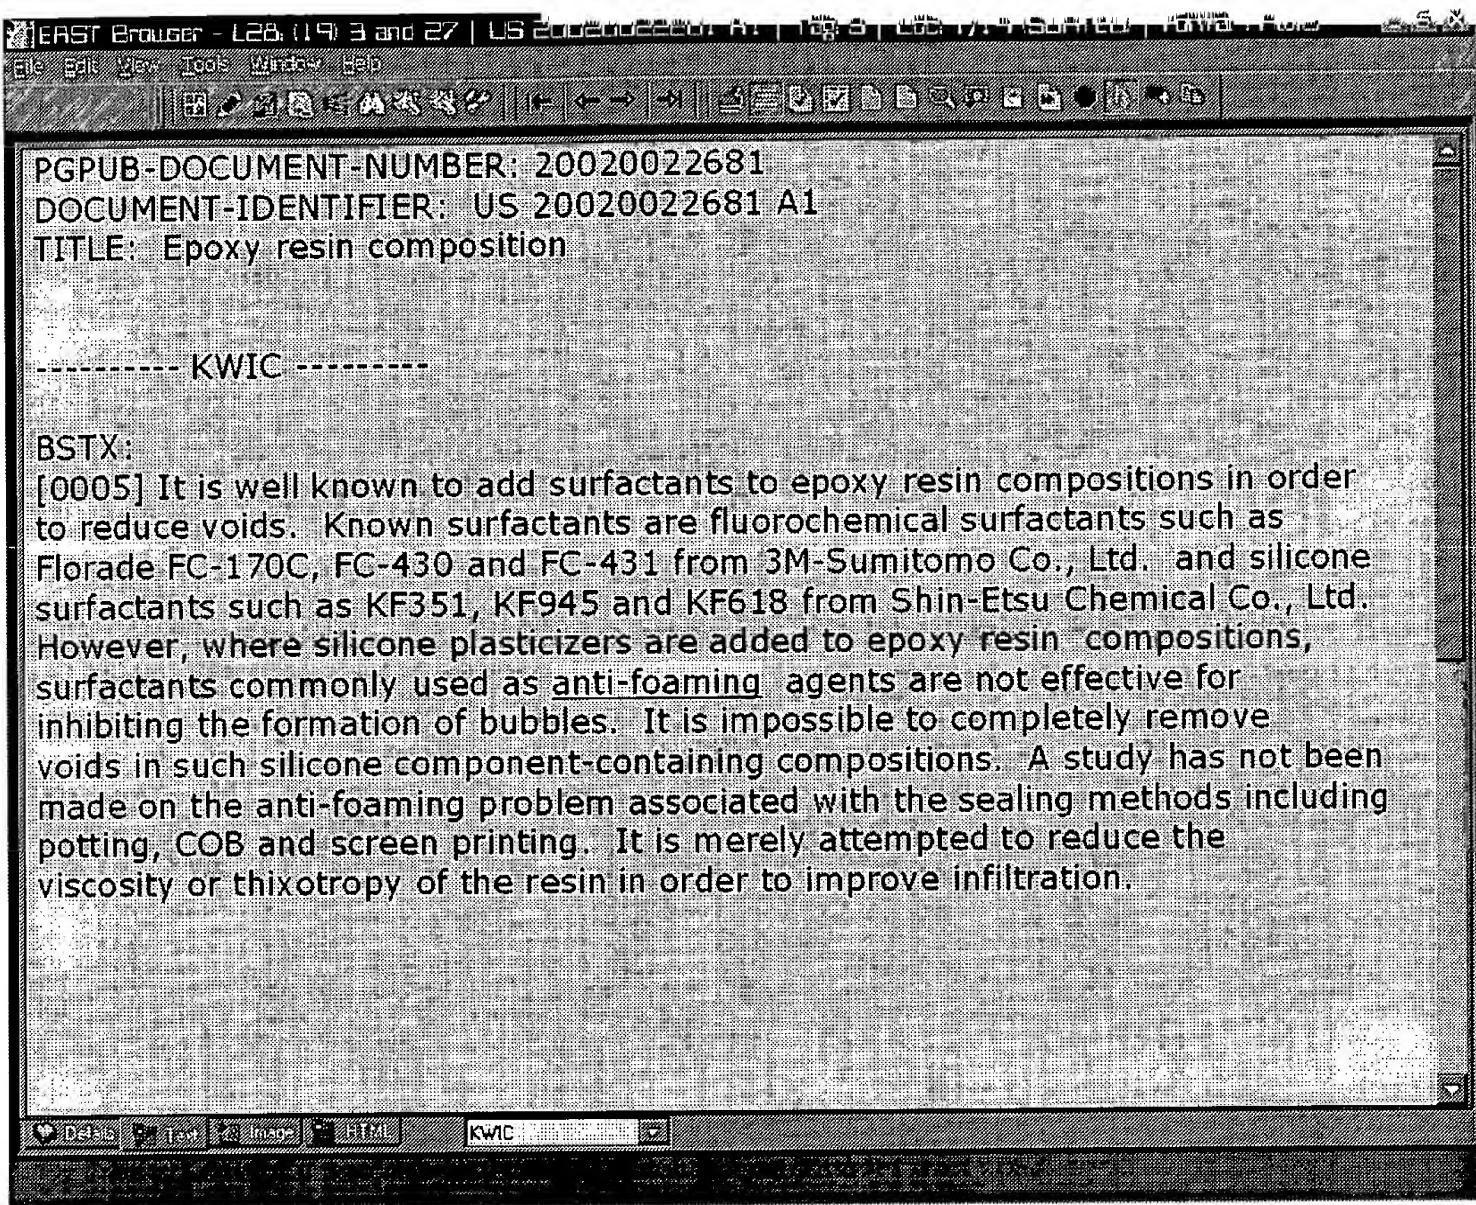 EAST Browser - L28: (19) 3 and 27 | US 20020022681 A1 |
File Edit View Tools Window Help
PGPUB-DOCUMENT-NUMBER: 20020022681
DOCUMENT-IDENTIFIER: US 20020022681 A1
TITLE: Epoxy resin composition
---------- KWIC ---------
BSTX:
[0005] It is well known to add surfactants to epoxy resin compositions in order
to reduce voids. Known surfactants are fluorochemical surfactants such as
Florade FC-170C, FC-430 and FC-431 from 3M-Sumitomo Co., Ltd. and silicone
surfactants such as KF351, KF945 and KF618 from Shin-Etsu Chemical Co., Ltd.
However, where silicone plasticizers are added to epoxy resin compositions,
surfactants commonly used as anti-foaming agents are not effective for
inhibiting the formation of bubbles. It is impossible to completely remove
voids in such silicone component-containing compositions. A study has not been
made on the anti-foaming problem associated with the sealing methods including
potting, COB and screen printing. It is merely attempted to reduce the
viscosity or thixotropy of the resin in order to improve infiltration.
Details Text Image HTML KWIC